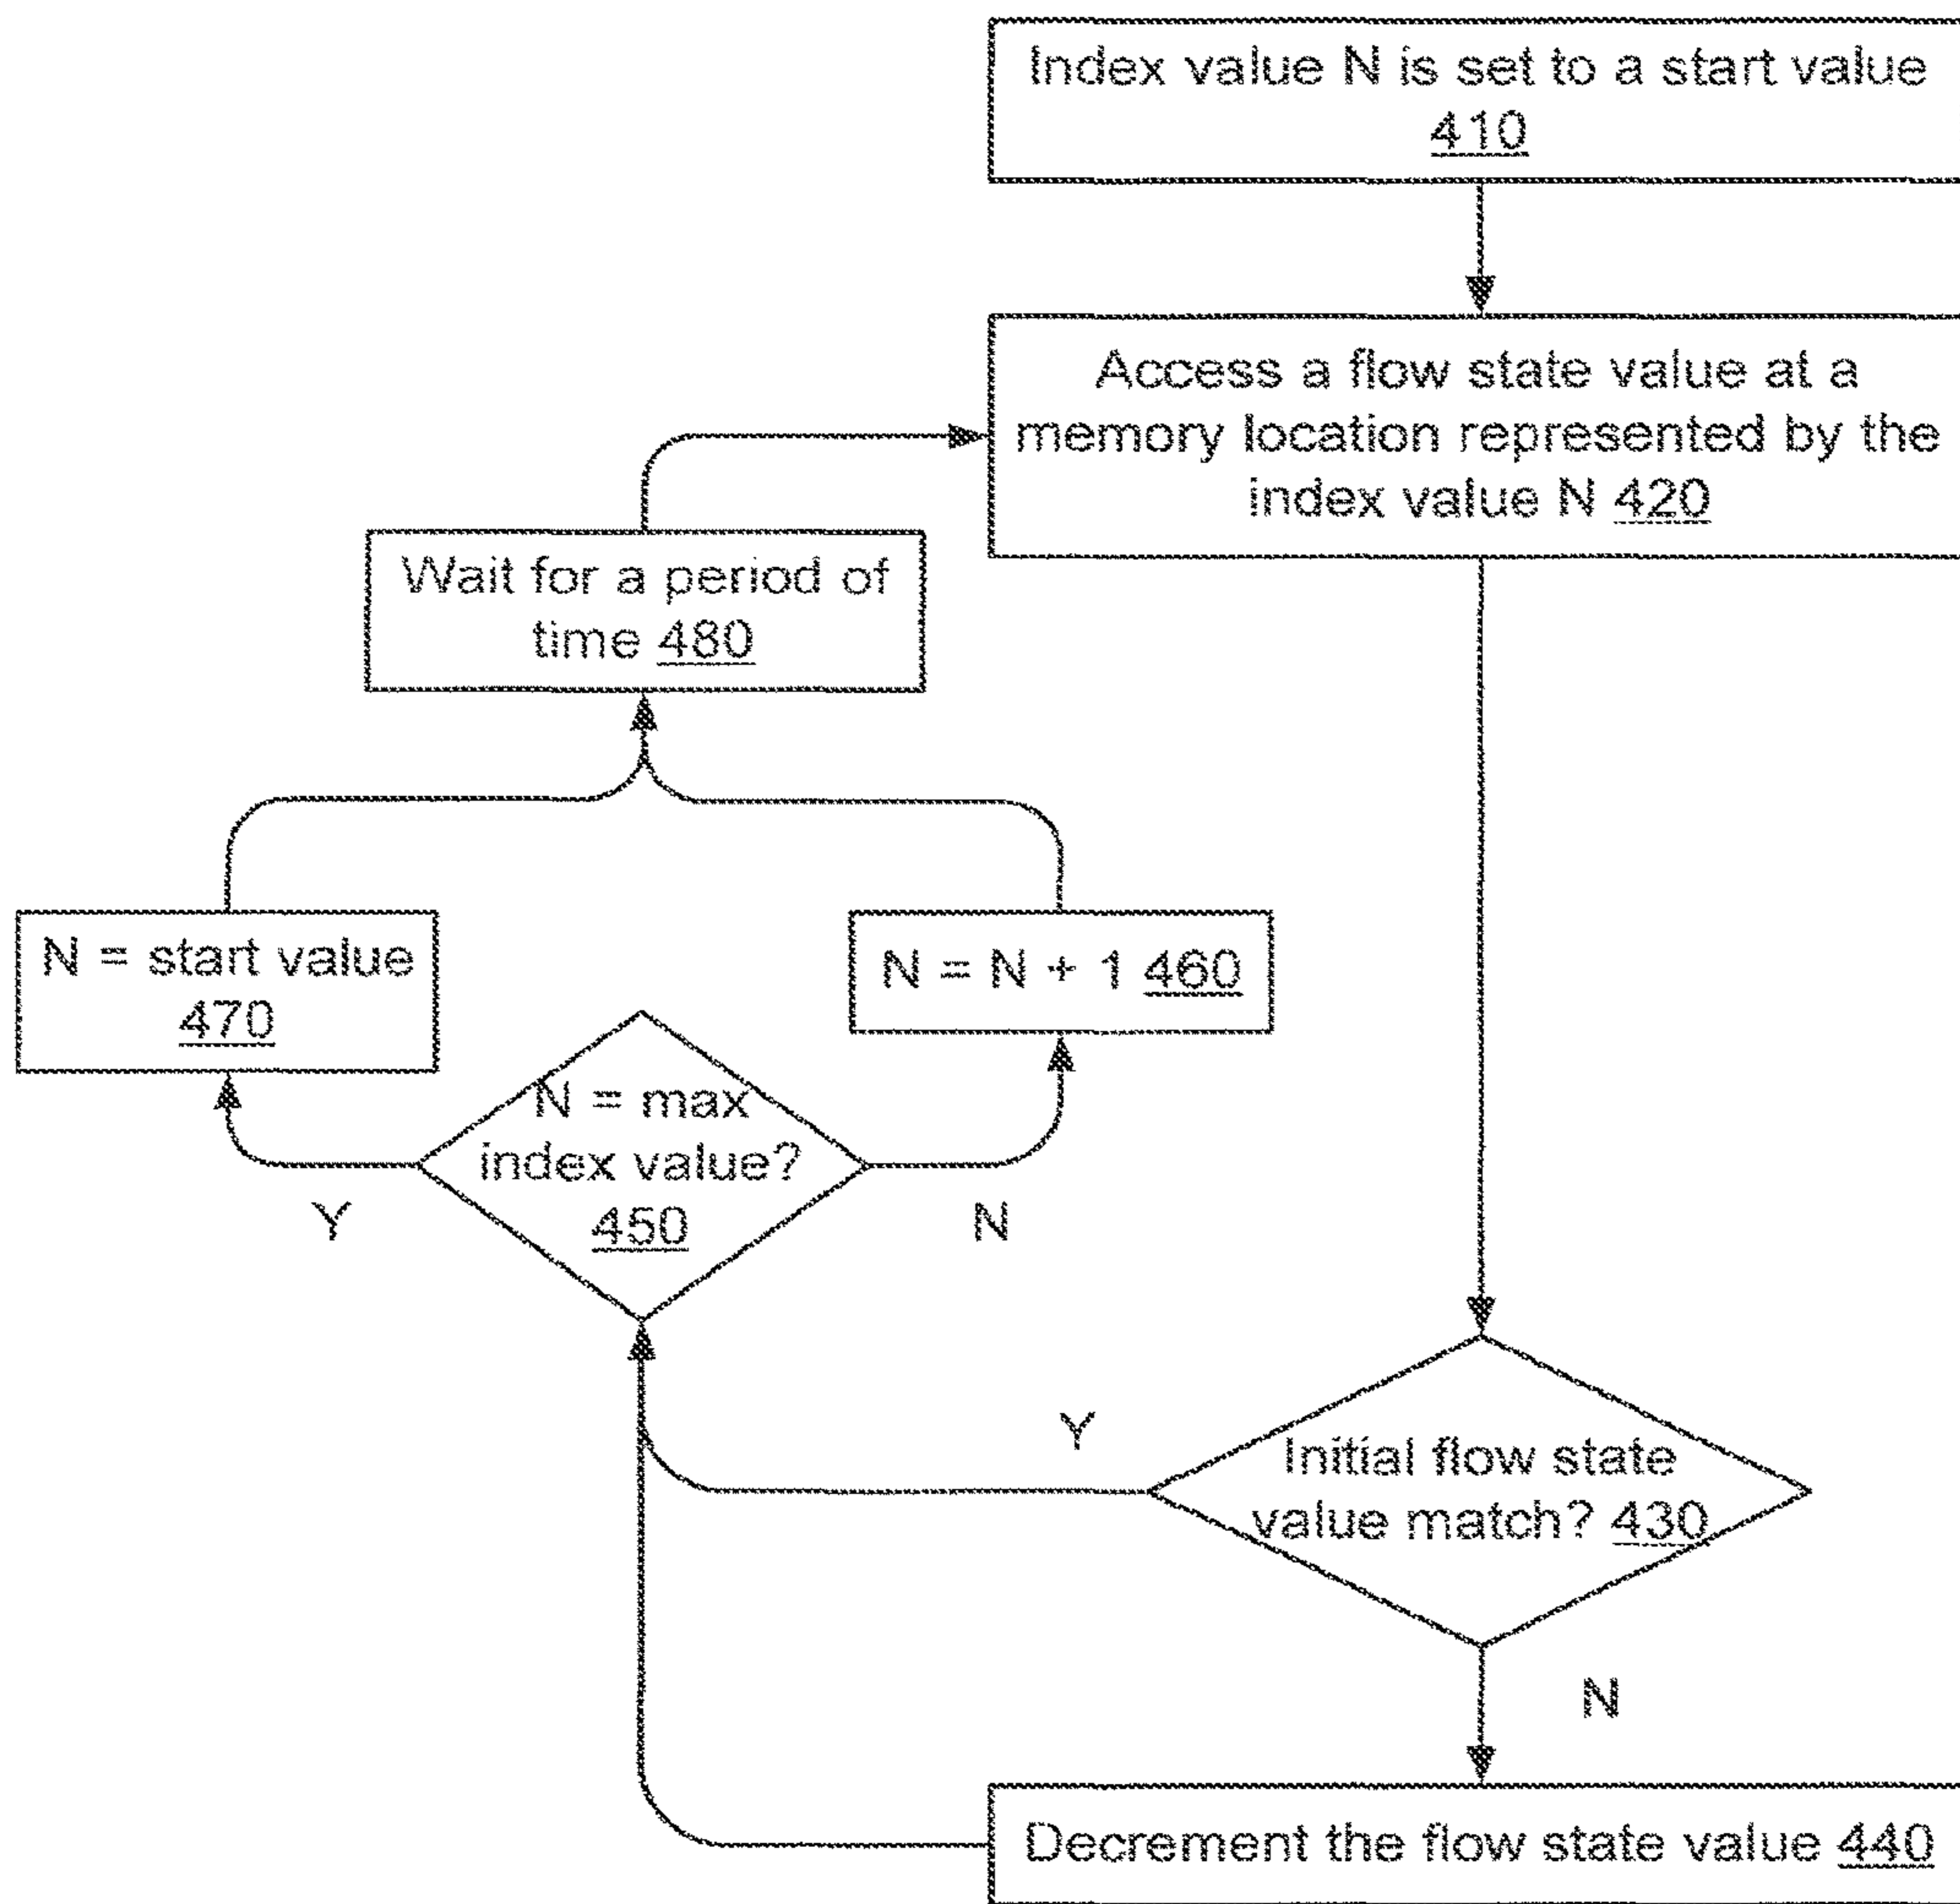 Index value N is set to a start value
410
Access a flow state value at a
memory location represented by the
index value N 420
Wait for a period of
time 480
N = start value
470
N = N + 1 460
N = max
index value?
450
Y
N
Y
Initial flow state
value match? 430
N
Decrement the flow state value 440